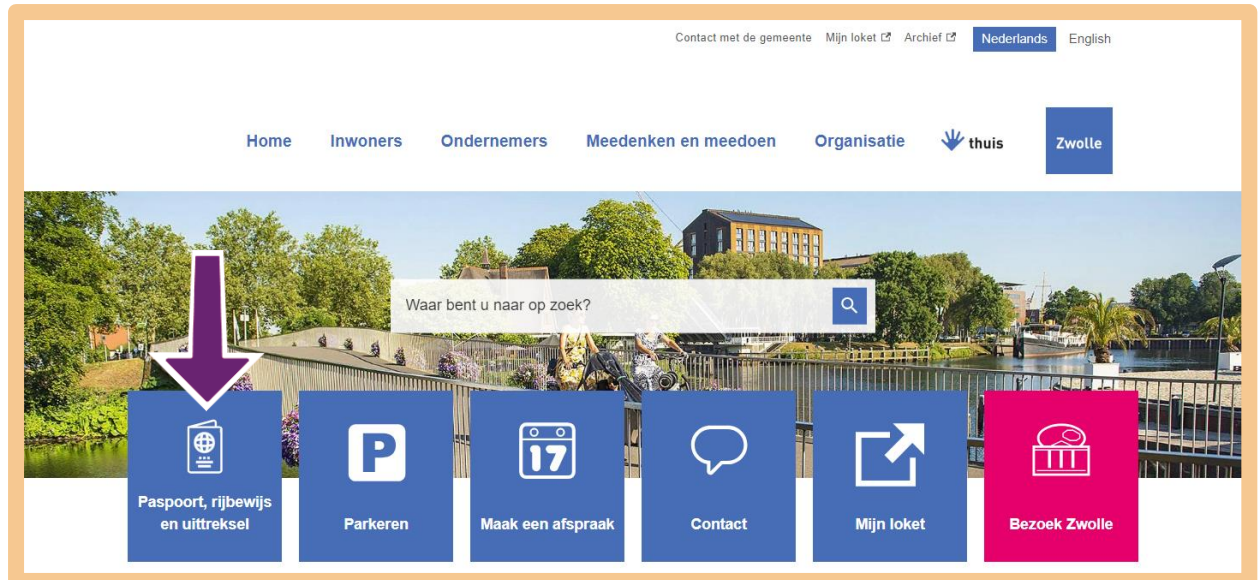 Contact met de gemeente Mijn loket Archief Nederlands English
Home Inwoners Ondernemers Meedenken en meedoen Organisatie thuis Zwolle
Waar bent u naar op zoek?
Paspoort, rijbewijs
en uittreksel
P
Parkeren
17
Maak een afspraak
Contact
Mijn loket
Bezoek Zwolle